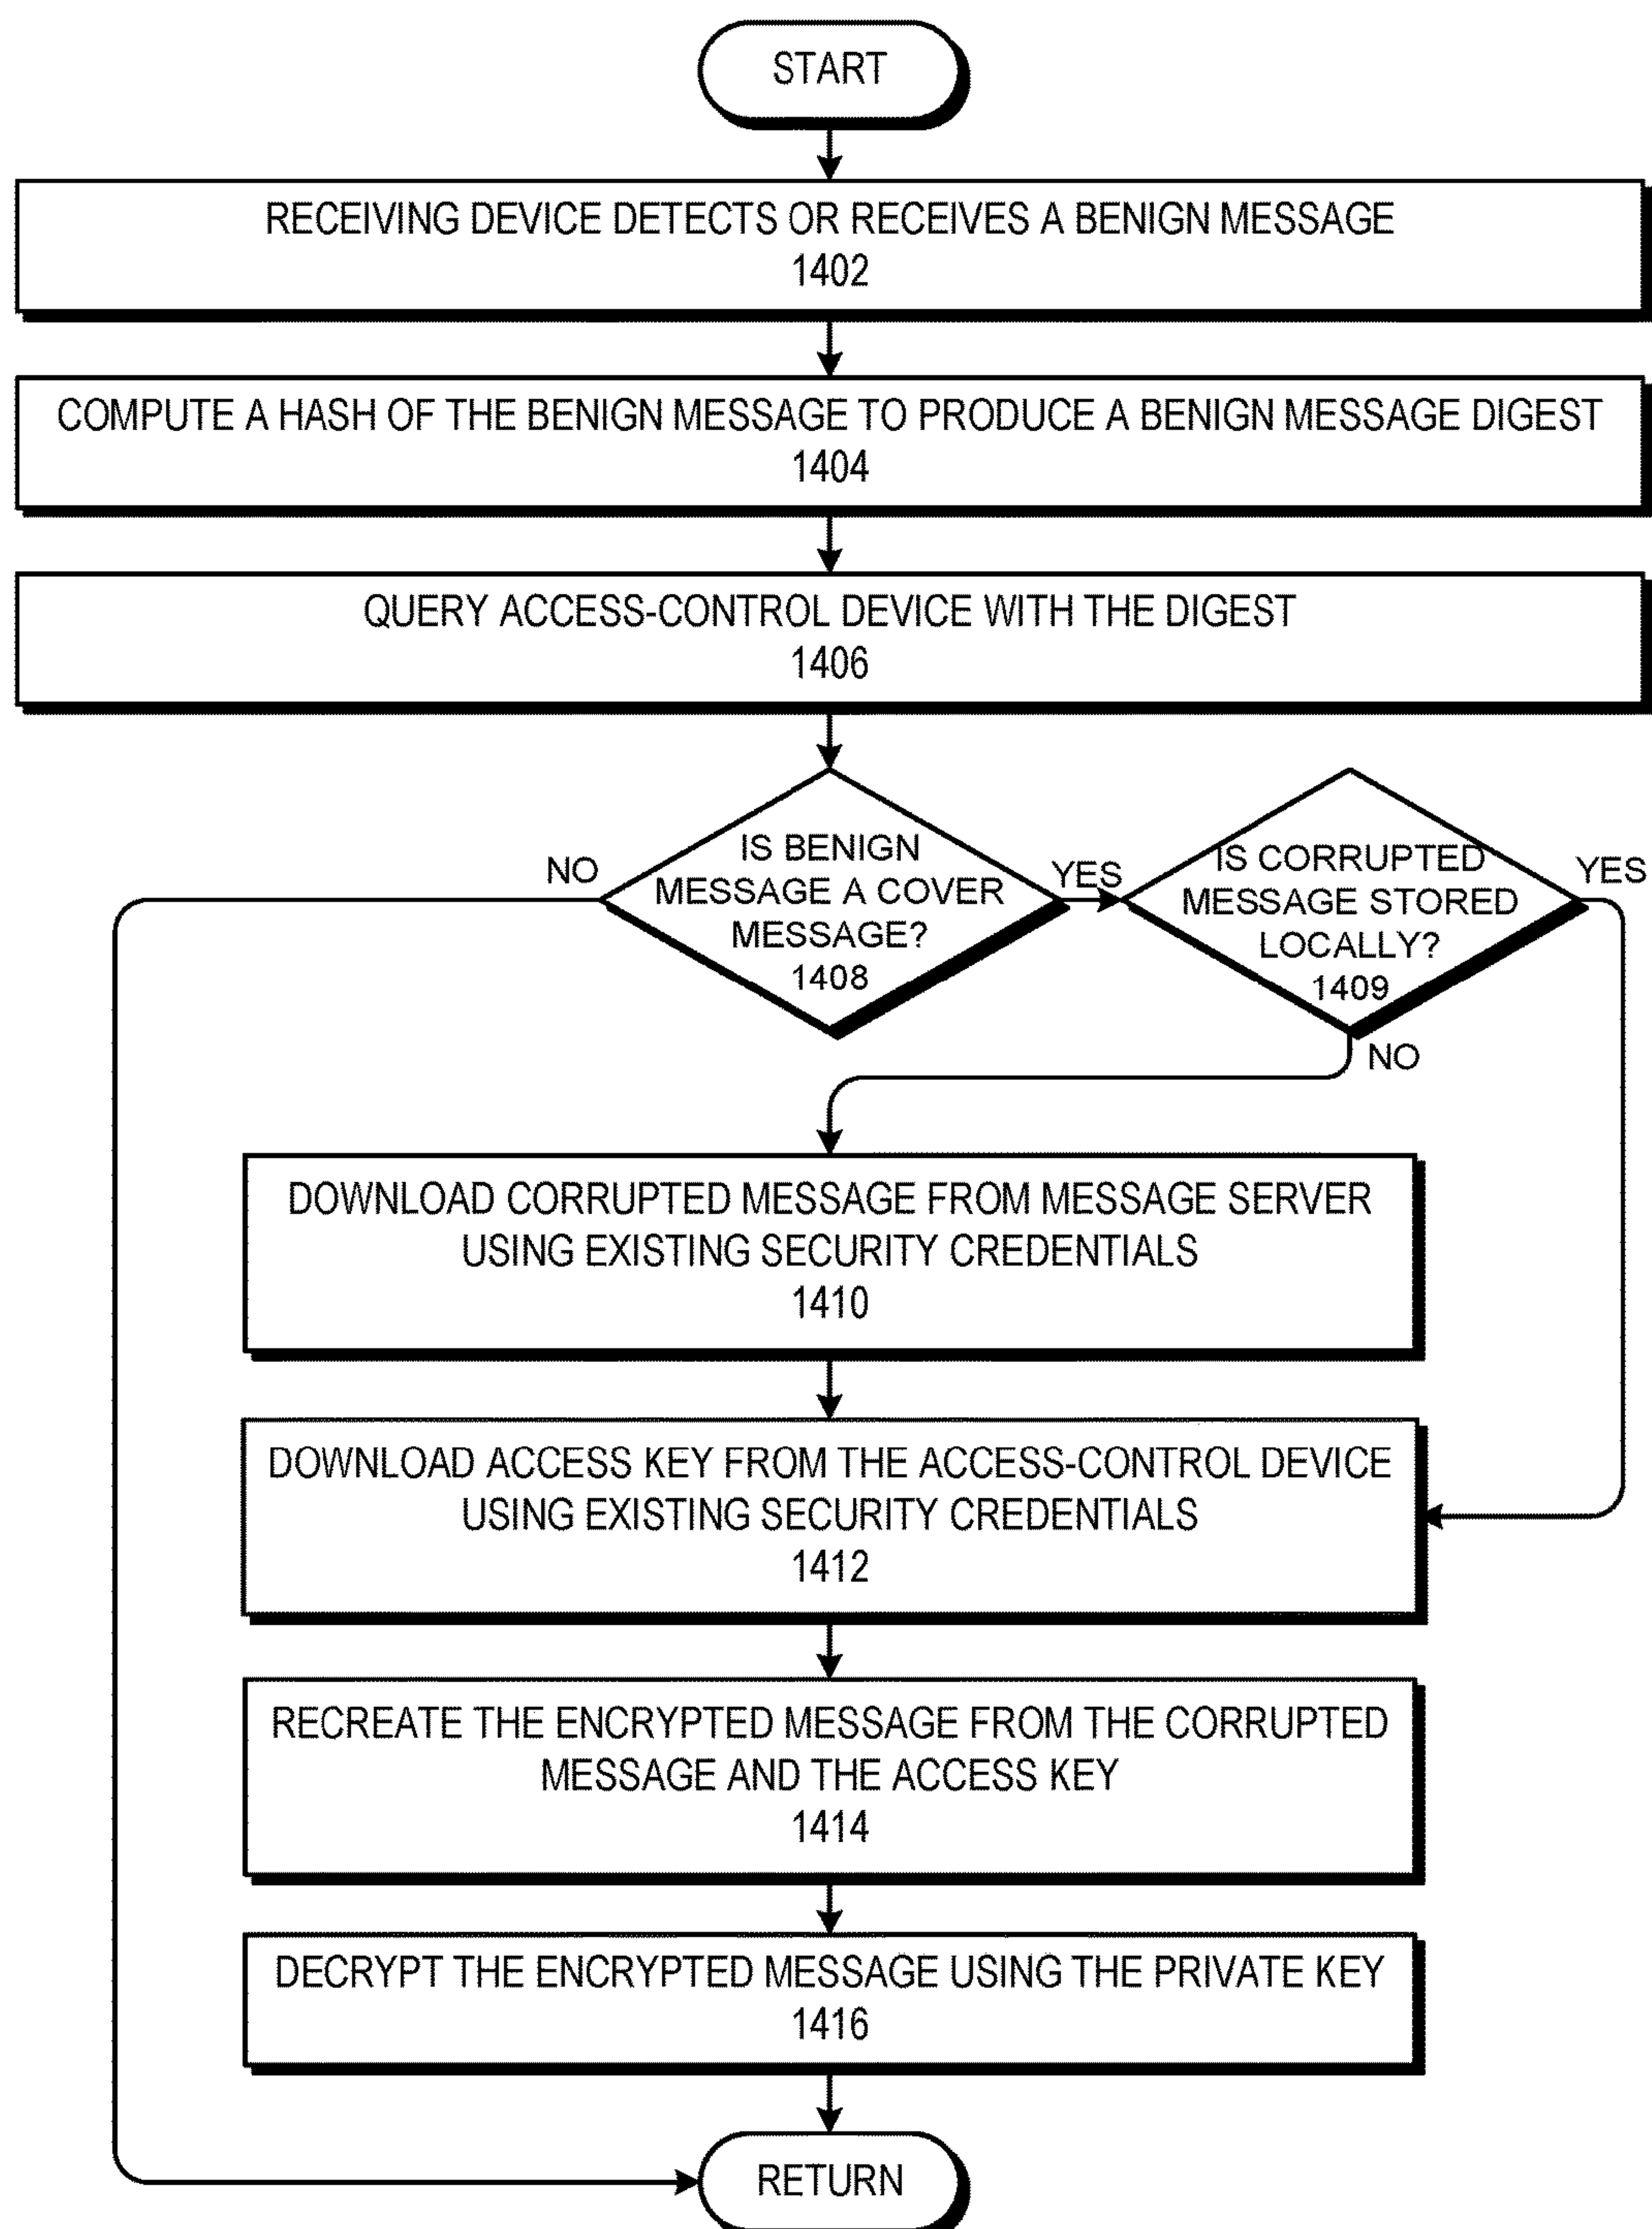 START
RECEIVING DEVICE DETECTS OR RECEIVES A BENIGN MESSAGE
1402
COMPUTE A HASH OF THE BENIGN MESSAGE TO PRODUCE A BENIGN MESSAGE DIGEST
1404
QUERY ACCESS-CONTROL DEVICE WITH THE DIGEST
1406
NO
IS BENIGN
MESSAGE A COVER
MESSAGE?
1408
YES
IS CORRUPTED
MESSAGE STORED
LOCALLY?
1409
YES
NO
DOWNLOAD CORRUPTED MESSAGE FROM MESSAGE SERVER
USING EXISTING SECURITY CREDENTIALS
1410
DOWNLOAD ACCESS KEY FROM THE ACCESS-CONTROL DEVICE
USING EXISTING SECURITY CREDENTIALS
1412
RECREATE THE ENCRYPTED MESSAGE FROM THE CORRUPTED
MESSAGE AND THE ACCESS KEY
1414
DECRYPT THE ENCRYPTED MESSAGE USING THE PRIVATE KEY
1416
RETURN